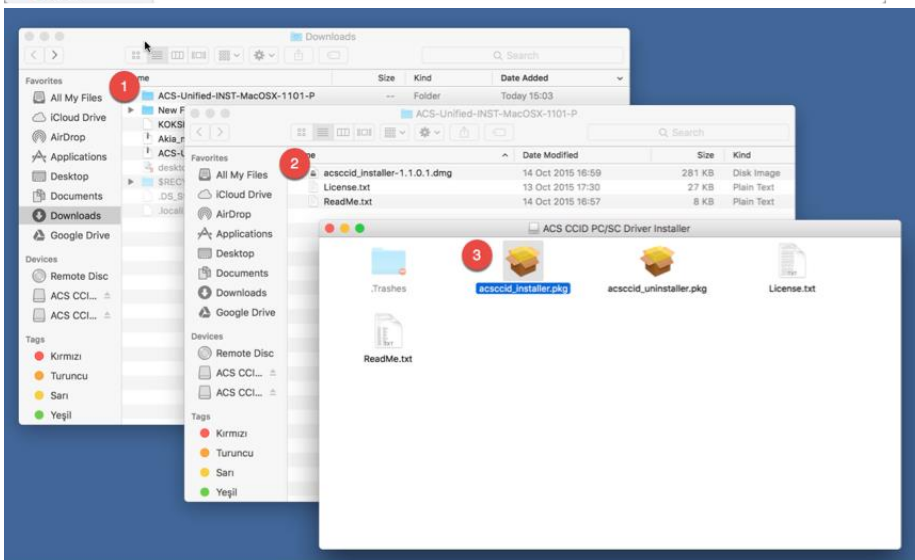 Downloads
Search
Favorites
All My Files
iCloud Drive
AirDrop
Applications
Desktop
Documents
Downloads
Google Drive
Devices
Remote Disc
ACS CCI...
ACS CCI...
Tags
Kırmızı
Turuncu
Sarı
Yeşil
Size Kind Date Added
1
ACS-Unified-INST-MacOSX-1101-P -- Folder Today 15:03
New F
KOKSI
Akia_
ACS-U
$RECY
.DS_S
.locali
ACS-Unified-INST-MacOSX-1101-P
Search
Favorites
All My Files
iCloud Drive
AirDrop
Applications
Desktop
Documents
Downloads
Google Drive
Devices
Remote Disc
ACS CCI...
ACS CCI...
Tags
Kırmızı
Turuncu
Sarı
Yeşil
Date Modified Size Kind
2
acsccid_installer-1.1.0.1.dmg 14 Oct 2015 16:59 281 KB Disk Image
License.txt 13 Oct 2015 17:30 27 KB Plain Text
ReadMe.txt 14 Oct 2015 16:57 8 KB Plain Text
ACS CCID PC/SC Driver Installer
3
.Trashes
acsccid_installer.pkg
acsccid_uninstaller.pkg
License.txt
ReadMe.txt